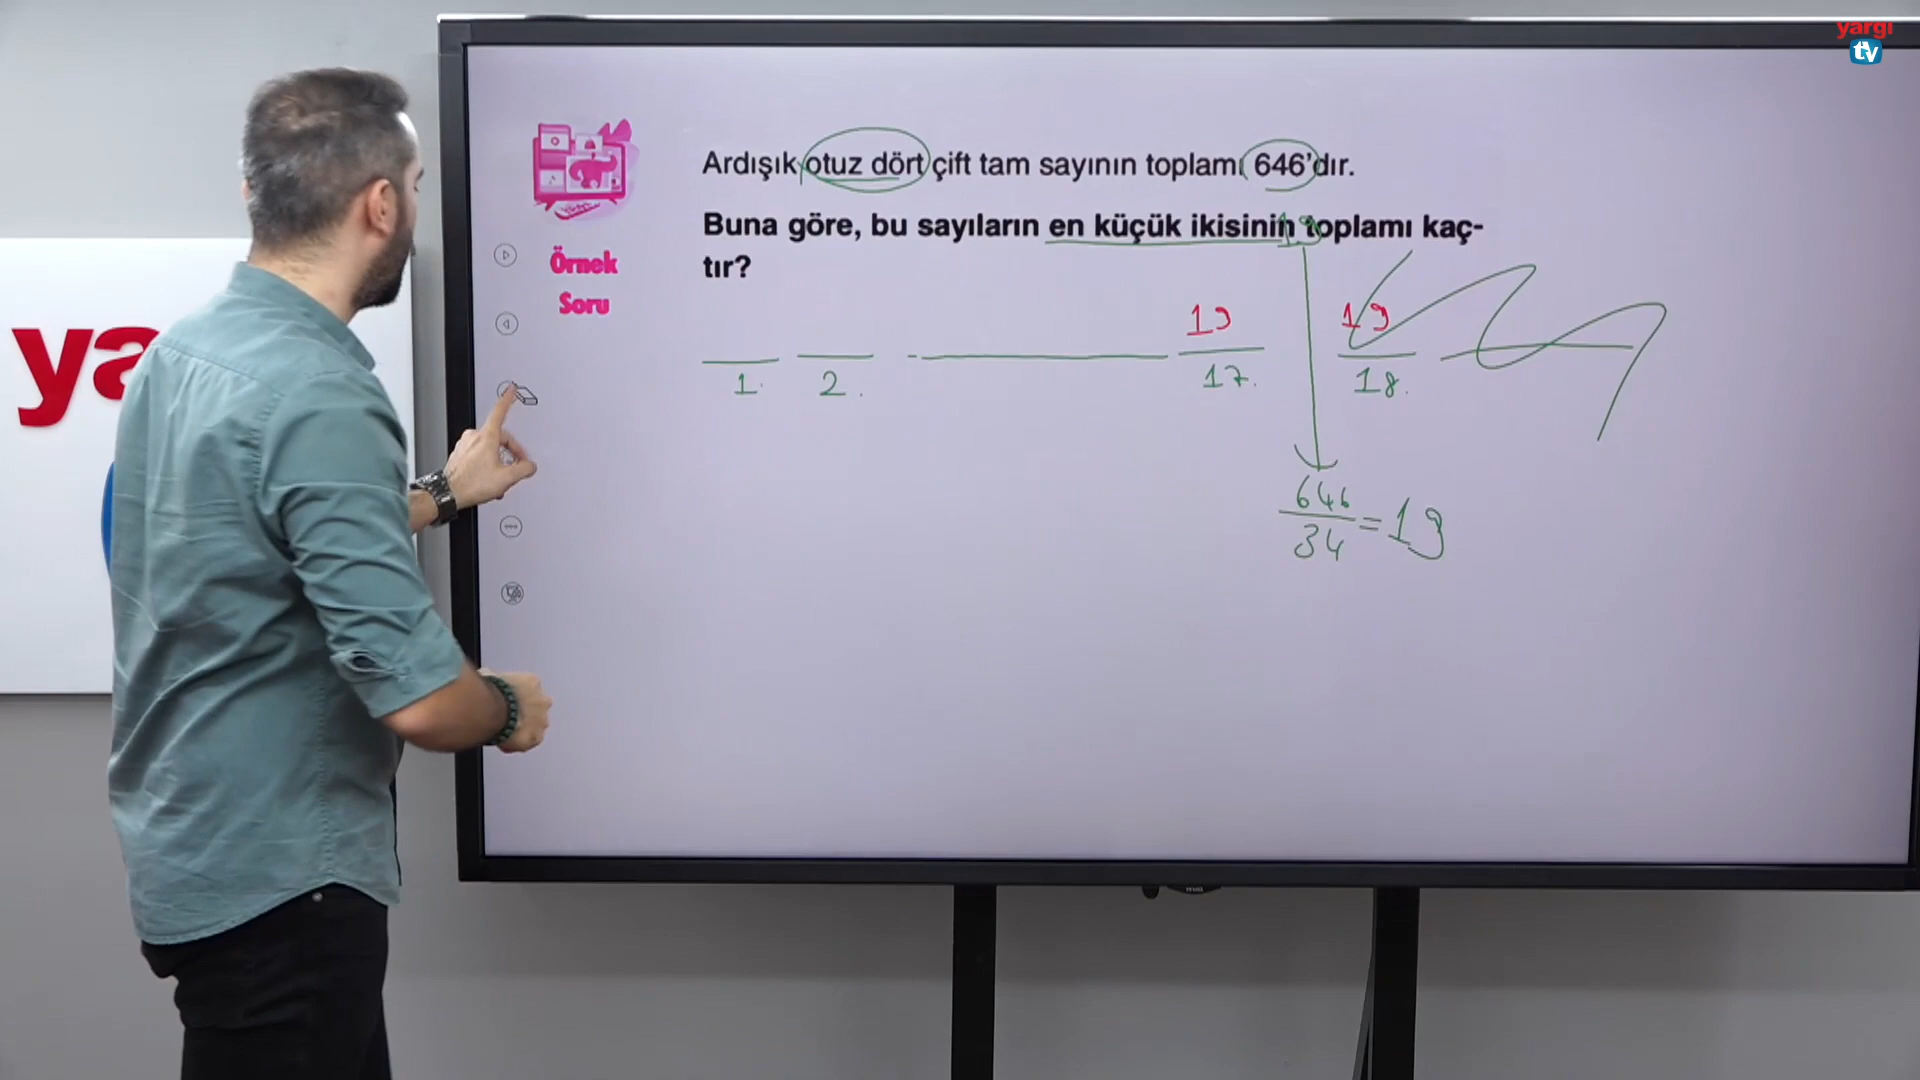 yargı
tv
ya
Örnek
Soru
Ardışık otuz dört çift tam sayının toplamı 646'dır.
Buna göre, bu sayıların en küçük ikisinin toplamı kaç-
tır?
19
19 19
1. 2. 17. 18.
646
34
=19